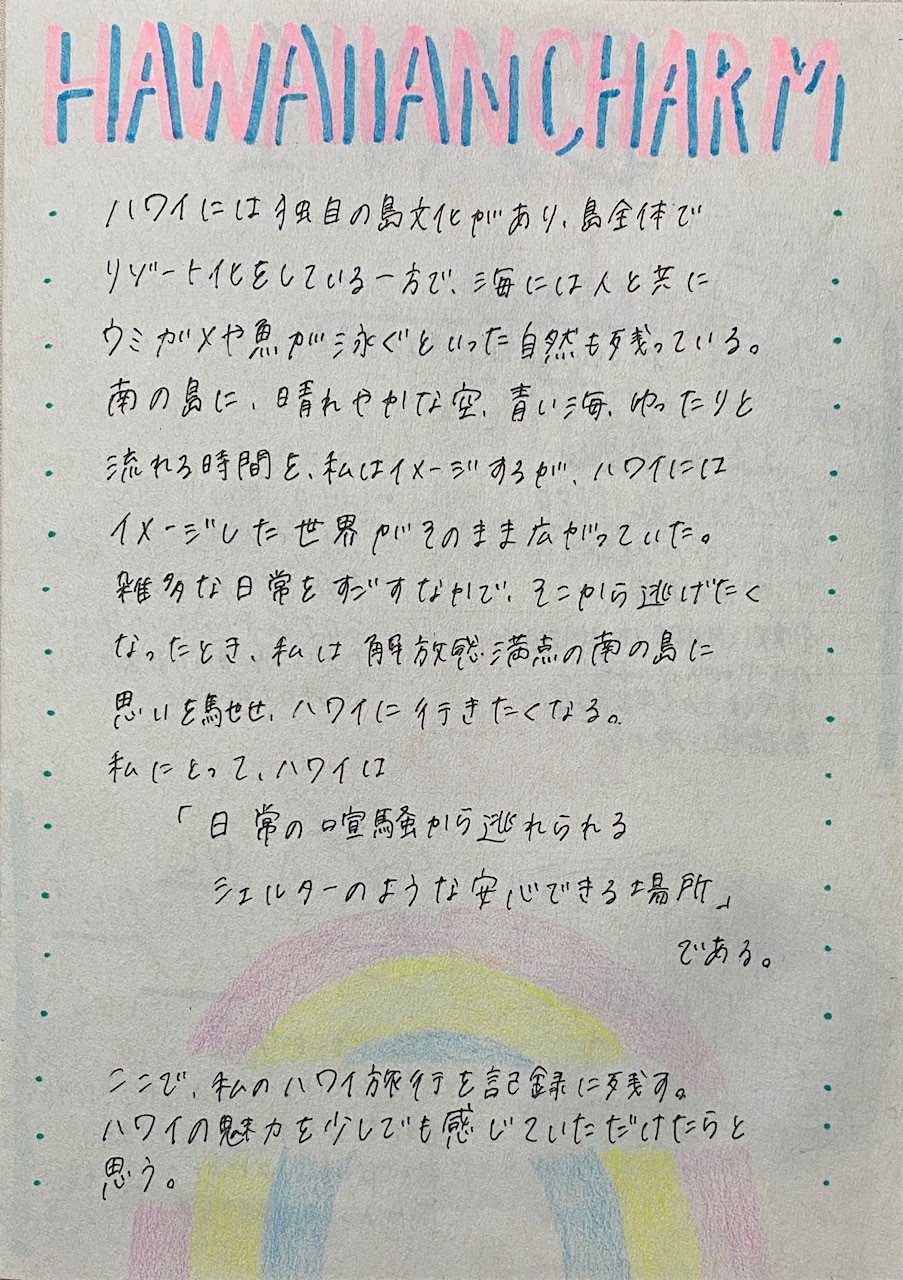 HAWAIIAN CHARM
ハワイには独自の島文化があり、島全体で
リゾート化をしている一方で、海には人と共に
ウミガメや魚が泳ぐといった自然も残っている。
南の島に、晴れやかな空、青い海、ゆったりと
流れる時間を、私はイメージするが、ハワイには
イメージした世界がそのまま広がっていた。
雑多な日常をすごすなかで、そこから逃げたく
なったとき、私は解放感満点の南の島に
思いを馳せ、ハワイに行きたくなる。
私にとって、ハワイは
「日常の喧騒から逃れられる
シェルターのような安心できる場所」
である。
ここで、私のハワイ旅行を記録に残す。
ハワイの魅力を少しでも感じていただけたらと
思う。